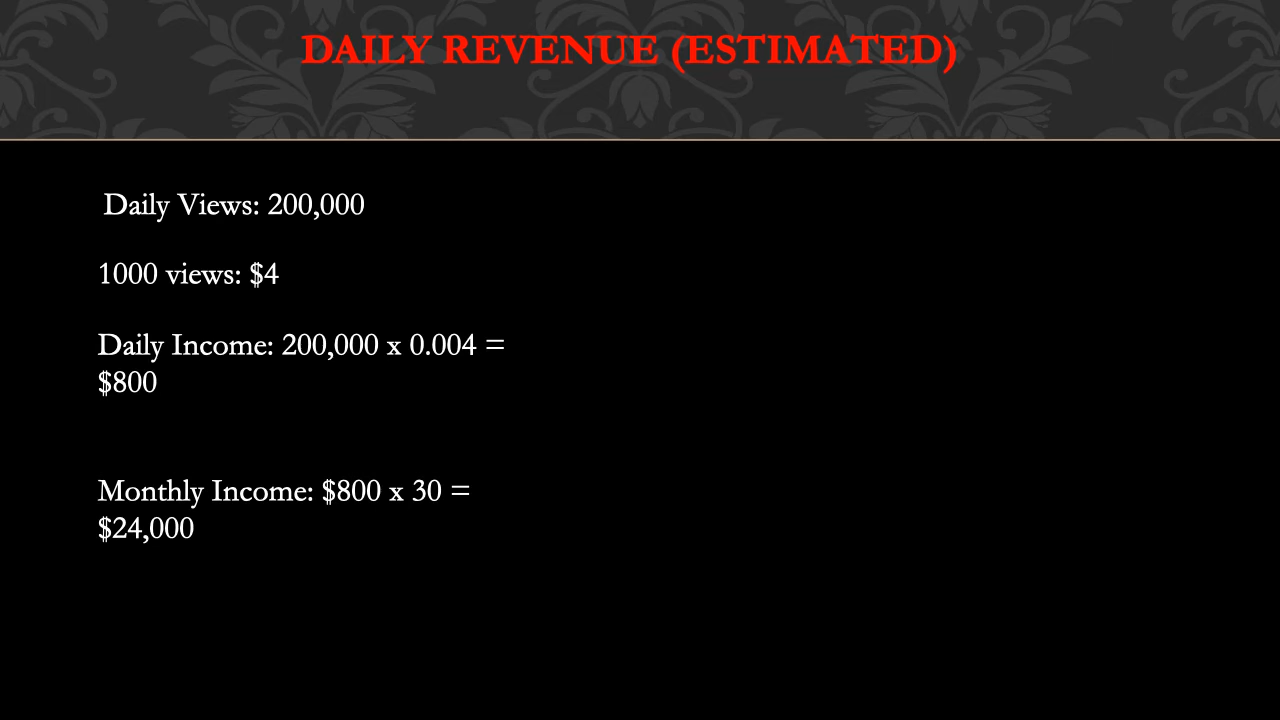 DAILY REVENUE (ESTIMATED)
Daily Views: 200,000
1000 views: $4
Daily Income: 200,000 x 0.004 =
$800
Monthly Income: $800 x 30 =
$24,000